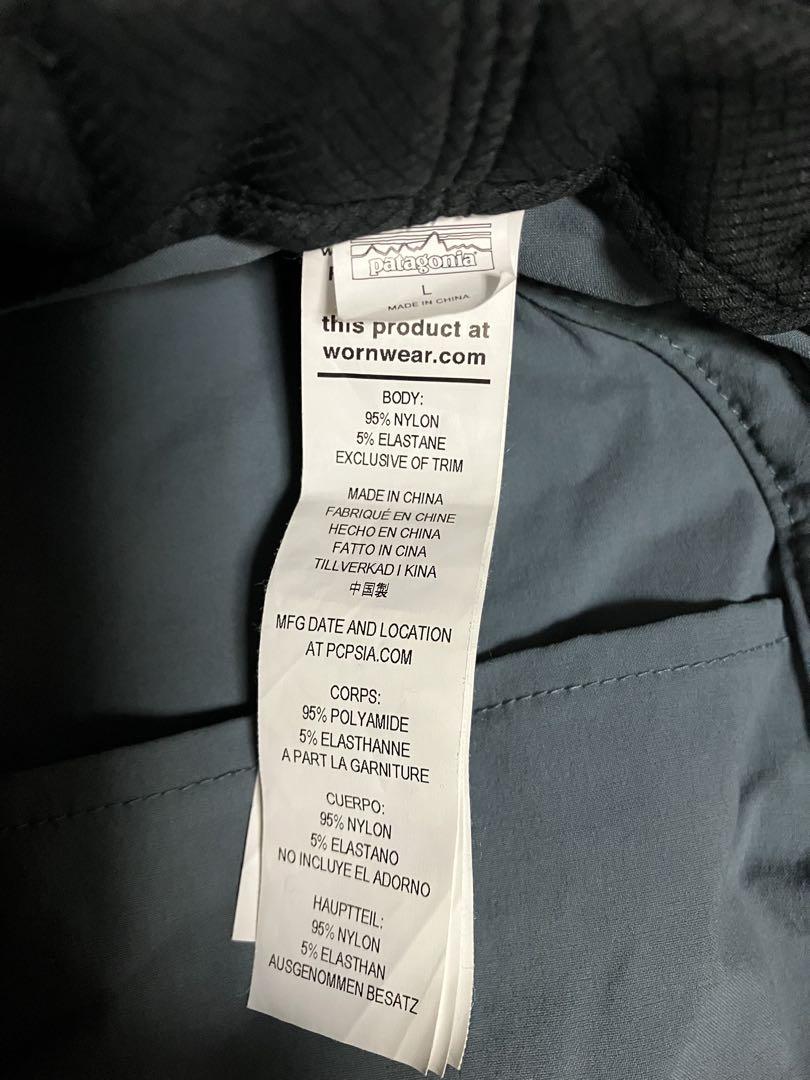 patagonia
L
MADE IN CHINA
this product at
wornwear.com
BODY:
95% NYLON
5% ELASTANE
EXCLUSIVE OF TRIM
MADE IN CHINA
FABRIQUÉ EN CHINE
HECHO EN CHINA
FATTO IN CINA
TILLVERKAD I KINA
中国製
MFG DATE AND LOCATION
AT PCPSIA.COM
CORPS:
95% POLYAMIDE
5% ELASTHANNE
A PART LA GARNITURE
CUERPO:
95% NYLON
5% ELASTANO
NO INCLUYE EL ADORNO
HAUPTTEIL:
95% NYLON
5% ELASTHAN
AUSGENOMMEN BESATZ